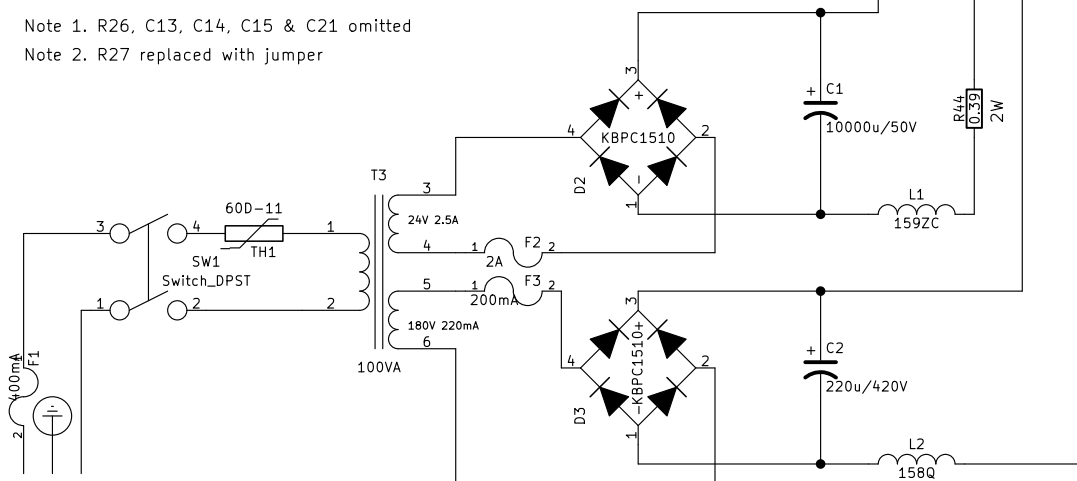 Note 1. R26, C13, C14, C15 & C21 omitted
Note 2. R27 replaced with jumper
3
+
4
KBPC1510
2
D2
-
1
+
C1
10000u/50V
R44
0.39
2W
L1
159ZC
T3
3
24V 2.5A
4
1
F2
2
2A
60D-11
TH1
3
4
1
SW1
Switch_DPST
1
2
2
5
1
F3
2
200mA
180V 220mA
6
100VA
3
+
4
-KBPC1510+
2
D3
1
+
C2
220u/420V
L2
158Q
1
400mA
F1
2